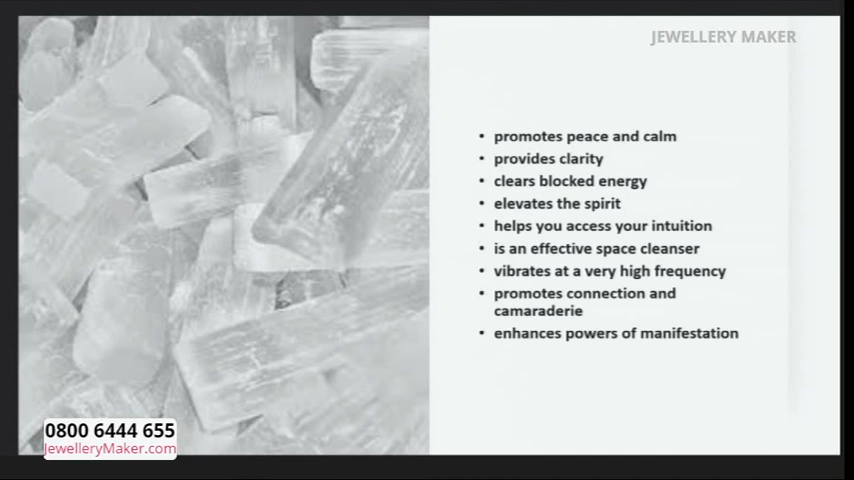 JEWELLERY MAKER
• promotes peace and calm
• provides clarity
• clears blocked energy
• elevates the spirit
• helps you access your intuition
• is an effective space cleanser
• vibrates at a very high frequency
• promotes connection and
camaraderie
• enhances powers of manifestation
0800 6444 655
JewelleryMaker.com